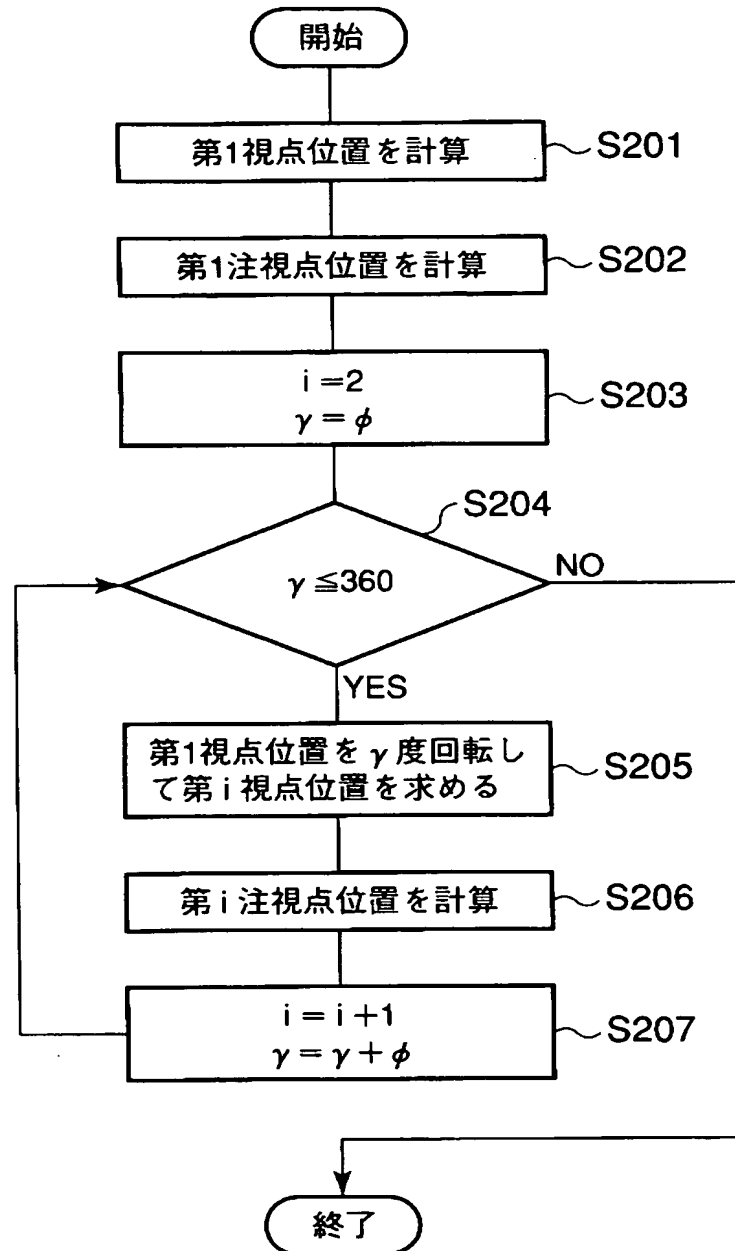 開始
第1視点位置を計算
S201
第1注視点位置を計算
S202
i=2
γ=φ
S203
S204
γ≦360
NO
YES
第1視点位置をγ度回転し
て第i視点位置を求める
S205
第i注視点位置を計算
S206
i=i+1
γ=γ+φ
S207
終了